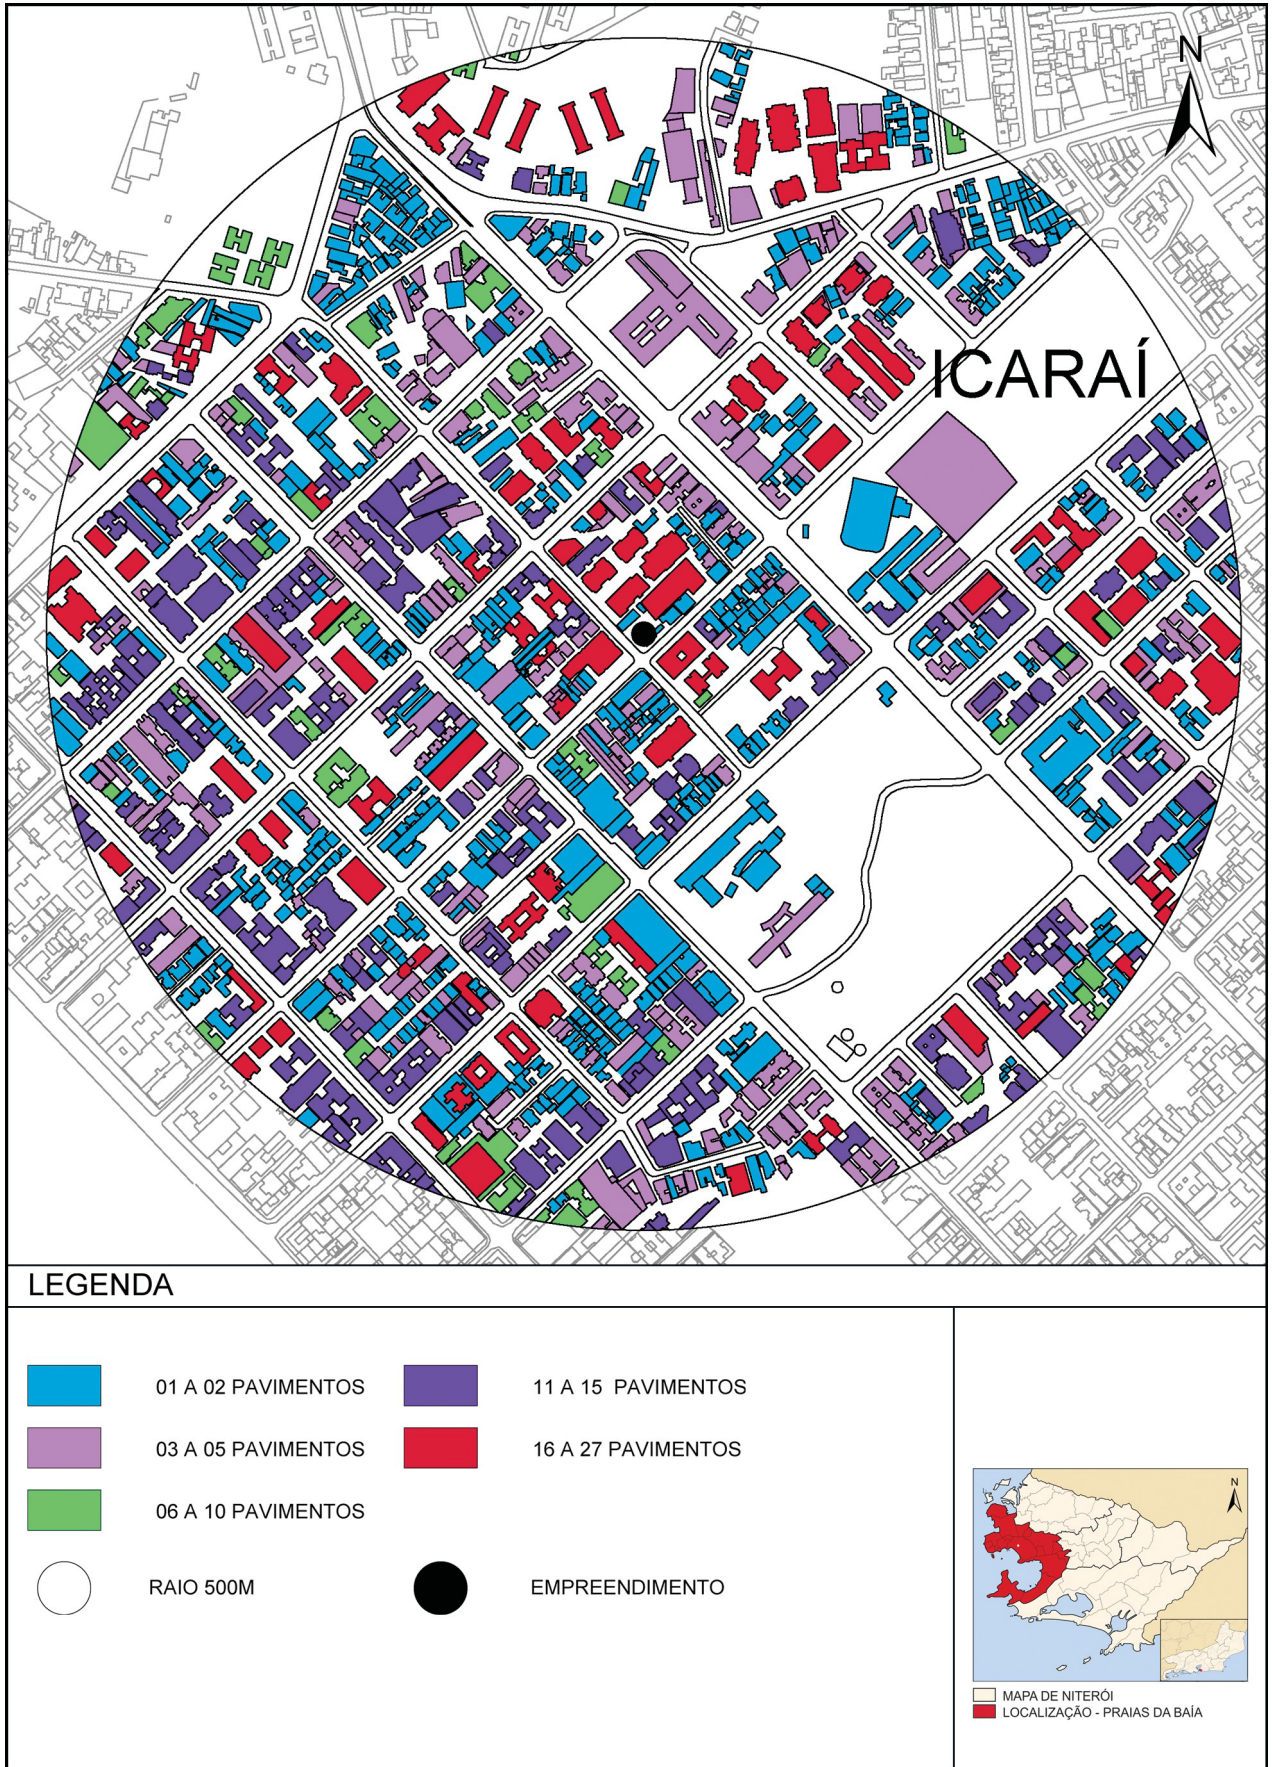 N
ICARAÍ
LEGENDA
01 A 02 PAVIMENTOS
11 A 15 PAVIMENTOS
03 A 05 PAVIMENTOS
16 A 27 PAVIMENTOS
06 A 10 PAVIMENTOS
RAIO 500M
EMPREENDIMENTO
N
MAPA DE NITERÓI
LOCALIZAÇÃO - PRAIAS DA BAÍA